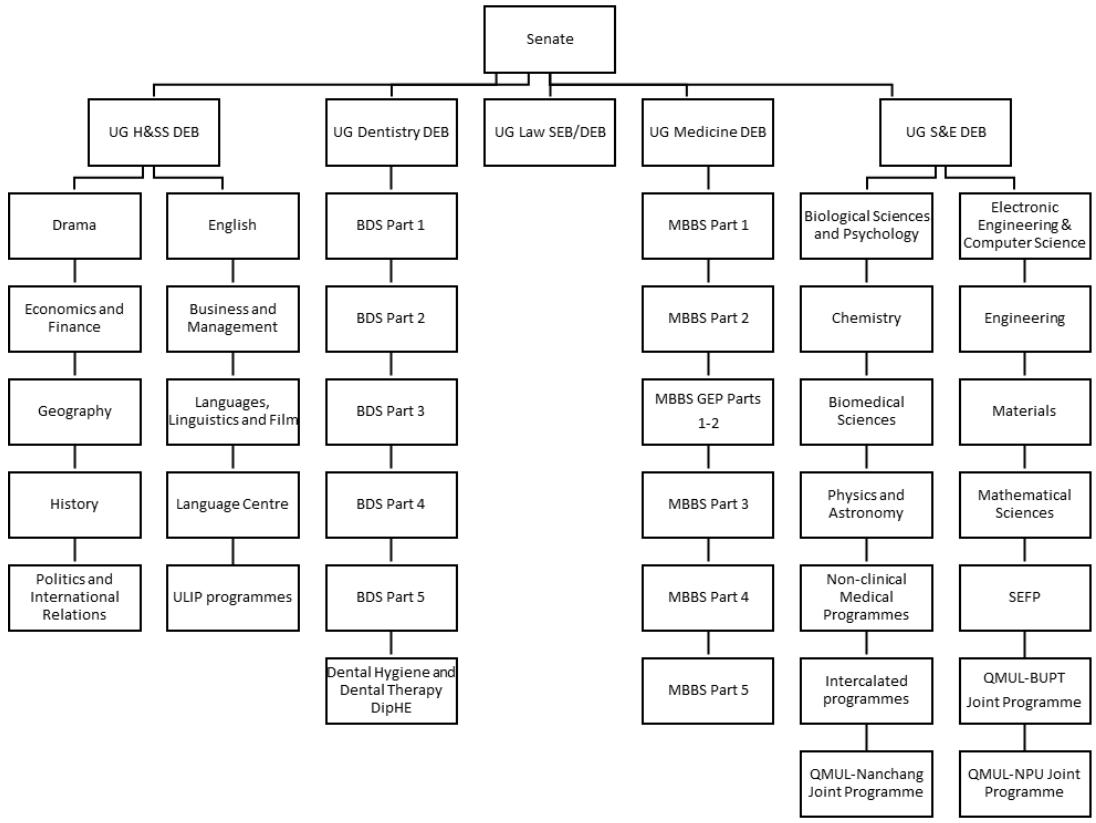 Senate
UG H&SS DEB
UG Dentistry DEB
UG Law SEB/DEB
UG Medicine DEB
UG S&E DEB
Drama
English
BDS Part 1
MBBS Part 1
Biological Sciences
and Psychology
Electronic
Engineering &
Computer Science
Economics and
Finance
Business and
Management
BDS Part 2
MBBS Part 2
Chemistry
Engineering
Geography
Languages,
Linguistics and Film
BDS Part 3
MBBS GEP Parts
1-2
Biomedical
Sciences
Materials
History
Language Centre
BDS Part 4
MBBS Part 3
Physics and
Astronomy
Mathematical
Sciences
Politics and
International
Relations
ULIP programmes
BDS Part 5
MBBS Part 4
Non-clinical
Medical
Programmes
SEFP
Dental Hygiene and
Dental Therapy
DipHE
MBBS Part 5
Intercalated
programmes
QMUL-BUPT
Joint Programme
QMUL-Nanchang
Joint Programme
QMUL-NPU Joint
Programme